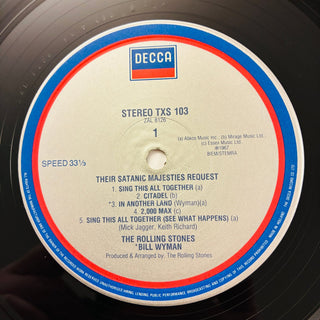 DECCA
STEREO TXS 103
ZAL 8126
1
(a) Abkco Music Inc. (b) Mirage Music Ltd.
(c) Essex Music Ltd.
℗1967
BIEM/STEMRA
SPEED 33⅓
THEIR SATANIC MAJESTIES REQUEST
1. SING THIS ALL TOGETHER (a)
2. CITADEL (b)
*3. IN ANOTHER LAND (Wyman)(a)
4. 2,000 MAX (c)
5. SING THIS ALL TOGETHER (SEE WHAT HAPPENS) (a)
(Mick Jagger, Keith Richard)
THE ROLLING STONES
*BILL WYMAN
Produced & Arranged by: The Rolling Stones